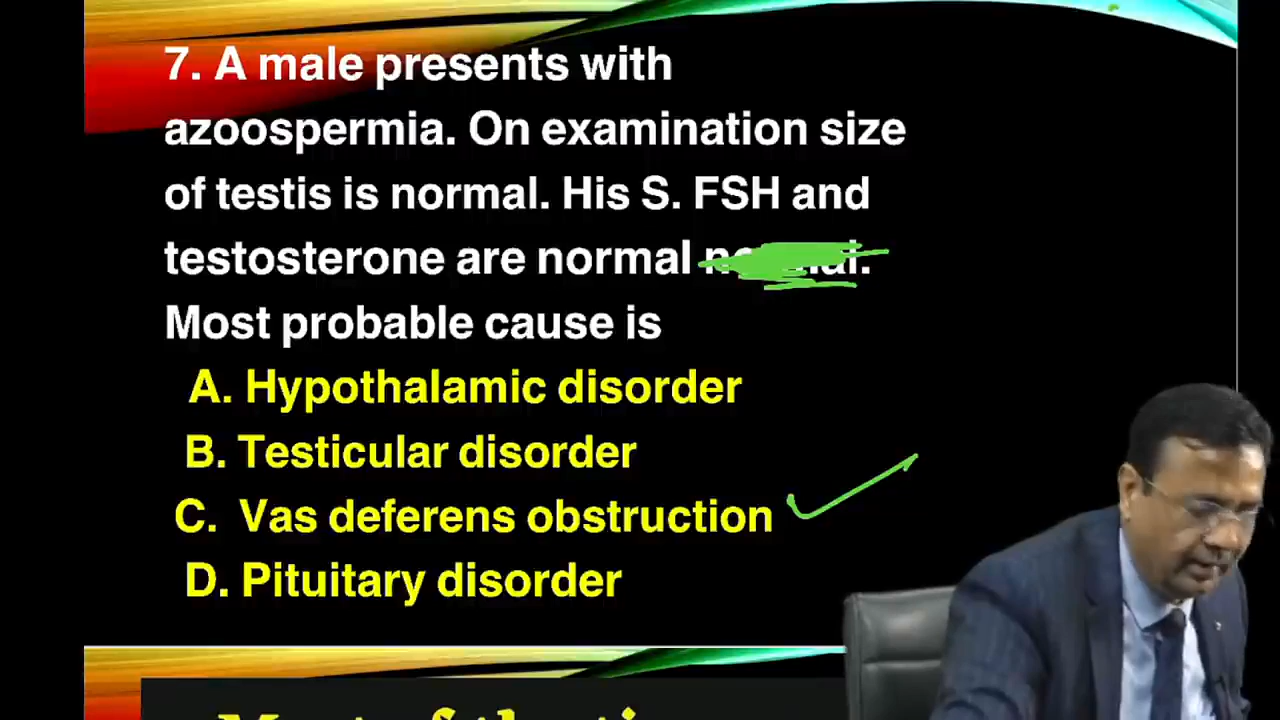 7. A male presents with
azoospermia. On examination size
of testis is normal. His S. FSH and
testosterone are normal
Most probable cause is
A. Hypothalamic disorder
B. Testicular disorder
C. Vas deferens obstruction
D. Pituitary disorder